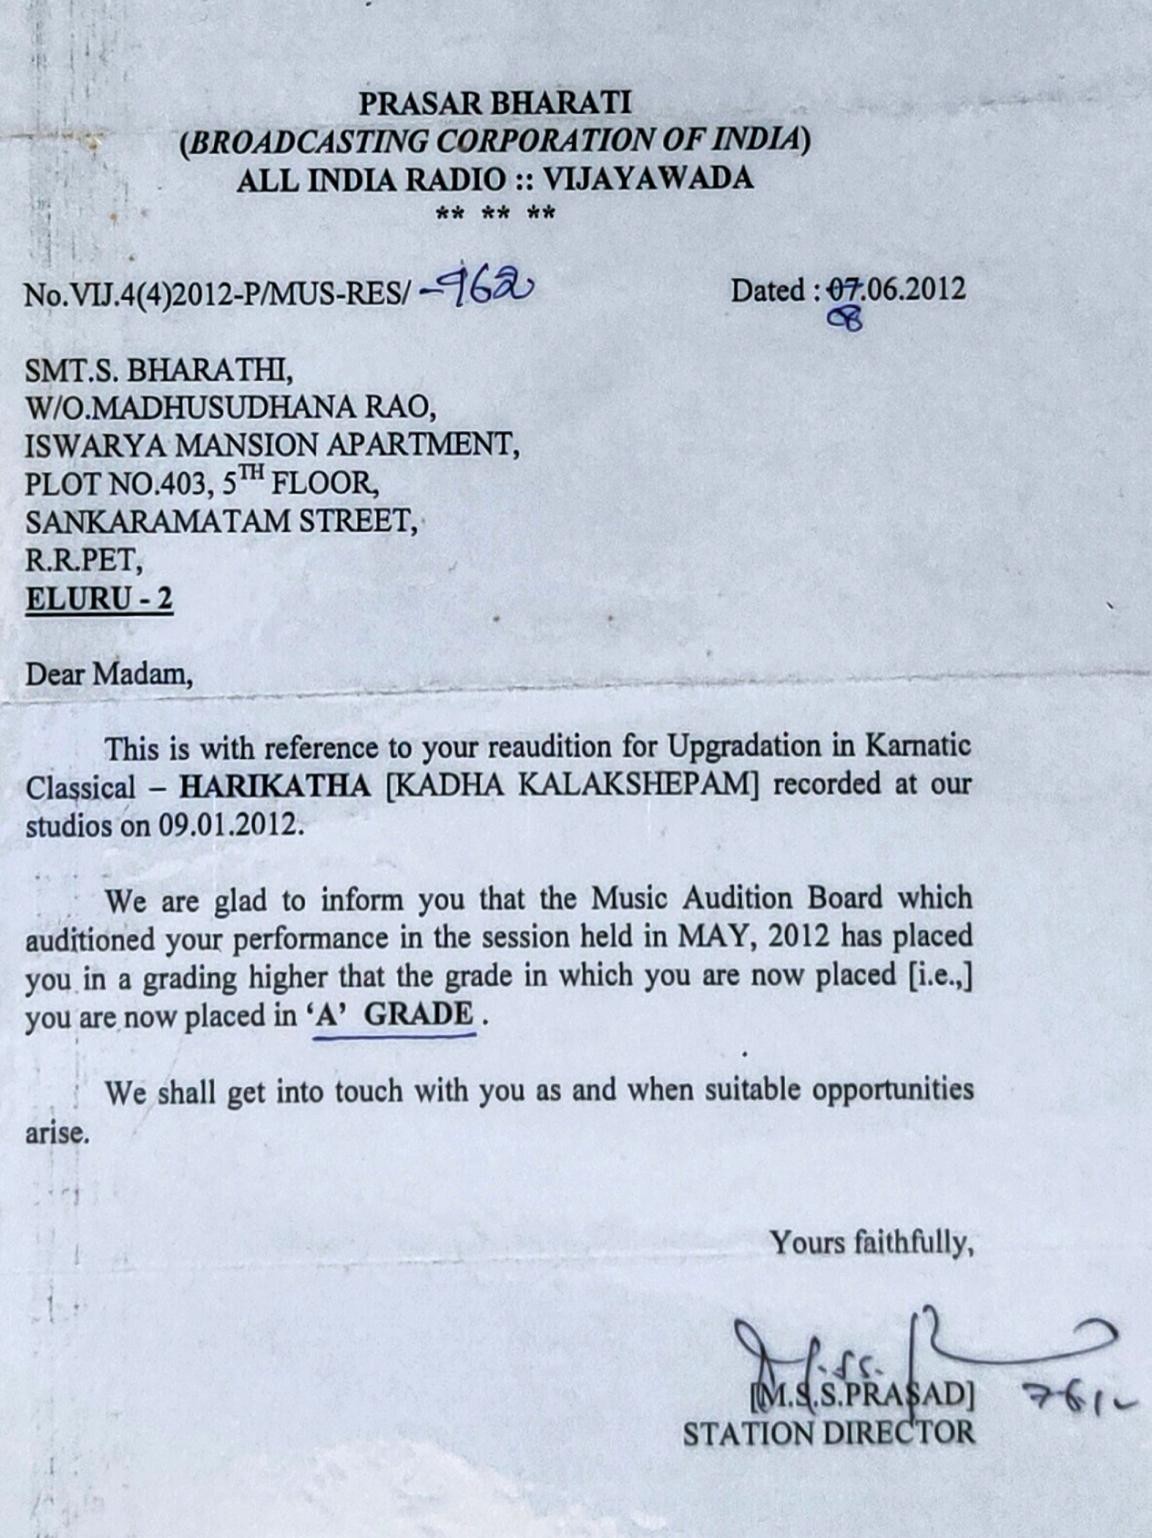 PRASAR BHARATI
(BROADCASTING CORPORATION OF INDIA)
ALL INDIA RADIO :: VIJAYAWADA
** ** **
No.VIJ.4(4)2012-P/MUS-RES/ -962
Dated : 07.06.2012
08
SMT.S. BHARATHI,
W/O.MADHUSUDHANA RAO,
ISWARYA MANSION APARTMENT,
PLOT NO.403, 5TH FLOOR,
SANKARAMATAM STREET,
R.R.PET,
ELURU - 2
Dear Madam,
This is with reference to your reaudition for Upgradation in Karnatic
Classical – HARIKATHA [KADHA KALAKSHEPAM] recorded at our
studios on 09.01.2012.
We are glad to inform you that the Music Audition Board which
auditioned your performance in the session held in MAY, 2012 has placed
you in a grading higher that the grade in which you are now placed [i.e.,]
you are now placed in ‘A’ GRADE .
We shall get into touch with you as and when suitable opportunities
arise.
Yours faithfully,
[M.S.S.PRASAD]
STATION DIRECTOR